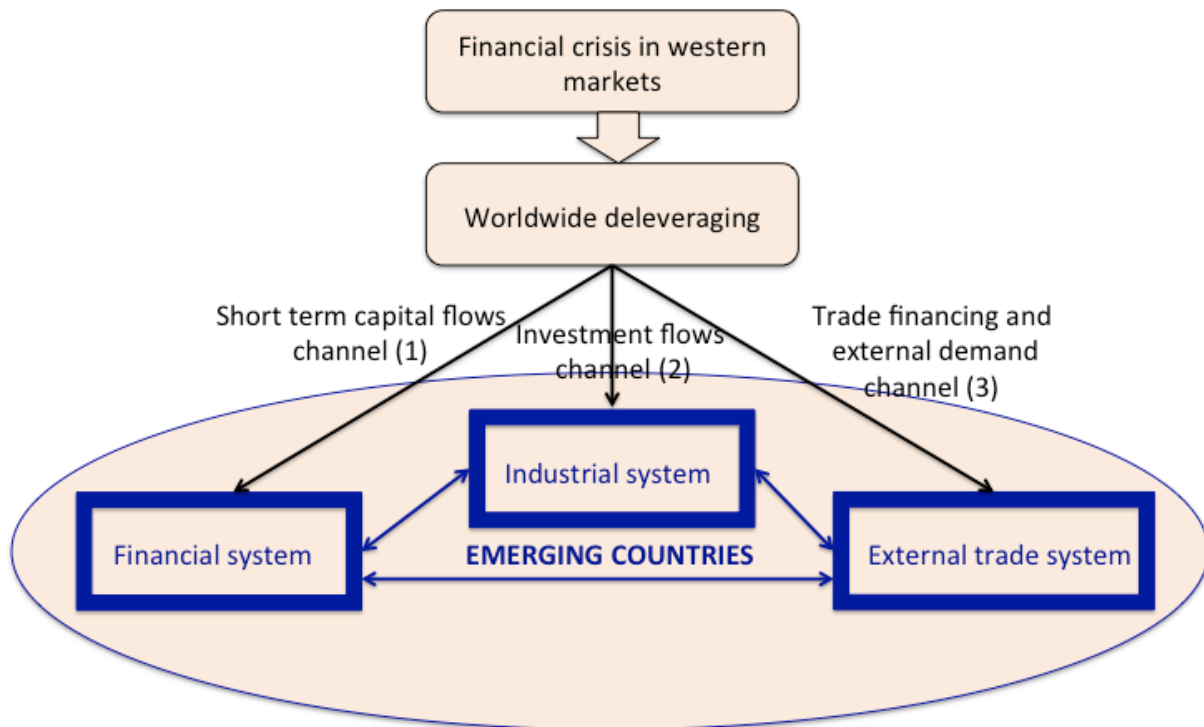 Financial crisis in western
markets
Worldwide deleveraging
Short term capital flows
channel (1)
Investment flows
channel (2)
Trade financing and
external demand
channel (3)
Industrial system
Financial system
EMERGING COUNTRIES
External trade system